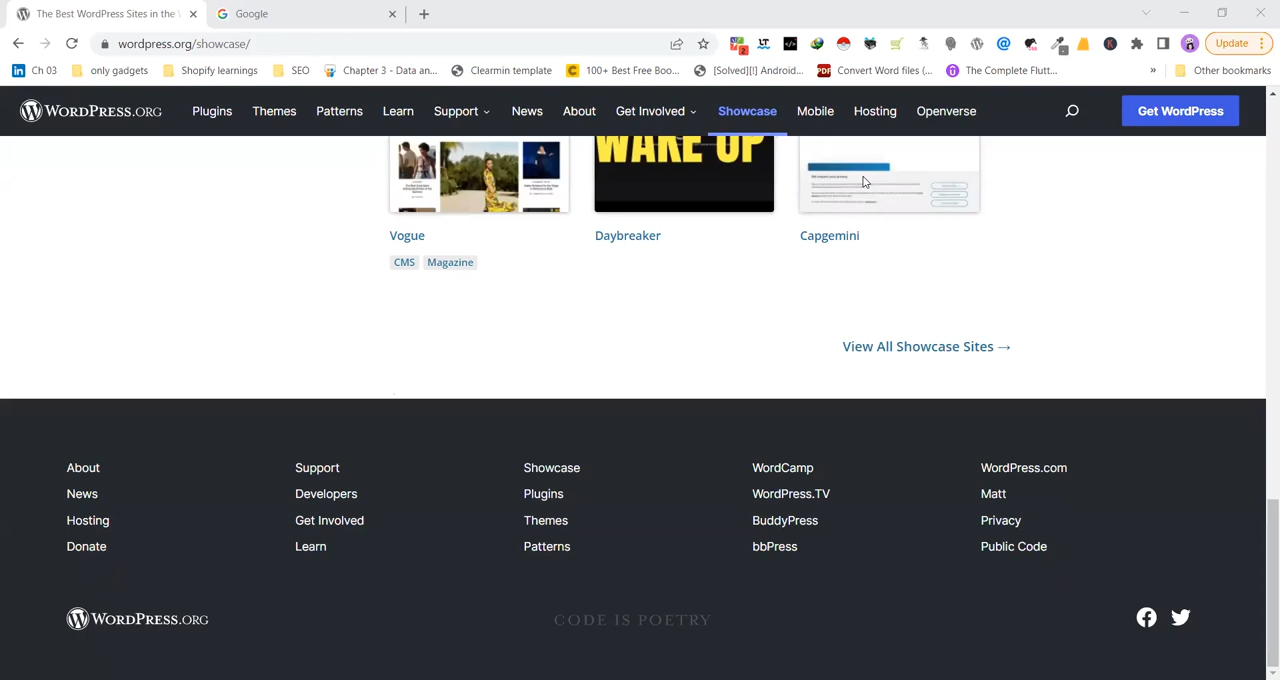 The Best WordPress Sites in the
Google
wordpress.org/showcase/
2
Update
Ch 03
only gadgets
Shopify learnings
SEO
Chapter 3 - Data an...
Clearmin template
100+ Best Free Boo...
[Solved][!] Android...
PDF
Convert Word files (...
The Complete Flutt...
»
Other bookmarks
WORDPRESS.ORG
Plugins
Themes
Patterns
Learn
Support
News
About
Get Involved
Showcase
Mobile
Hosting
Openverse
Get WordPress
WAKE UP
Vogue
Daybreaker
Capgemini
CMS
Magazine
View All Showcase Sites →
About
Support
Showcase
WordCamp
WordPress.com
News
Developers
Plugins
WordPress.TV
Matt
Hosting
Get Involved
Themes
BuddyPress
Privacy
Donate
Learn
Patterns
bbPress
Public Code
WORDPRESS.ORG
CODE IS POETRY